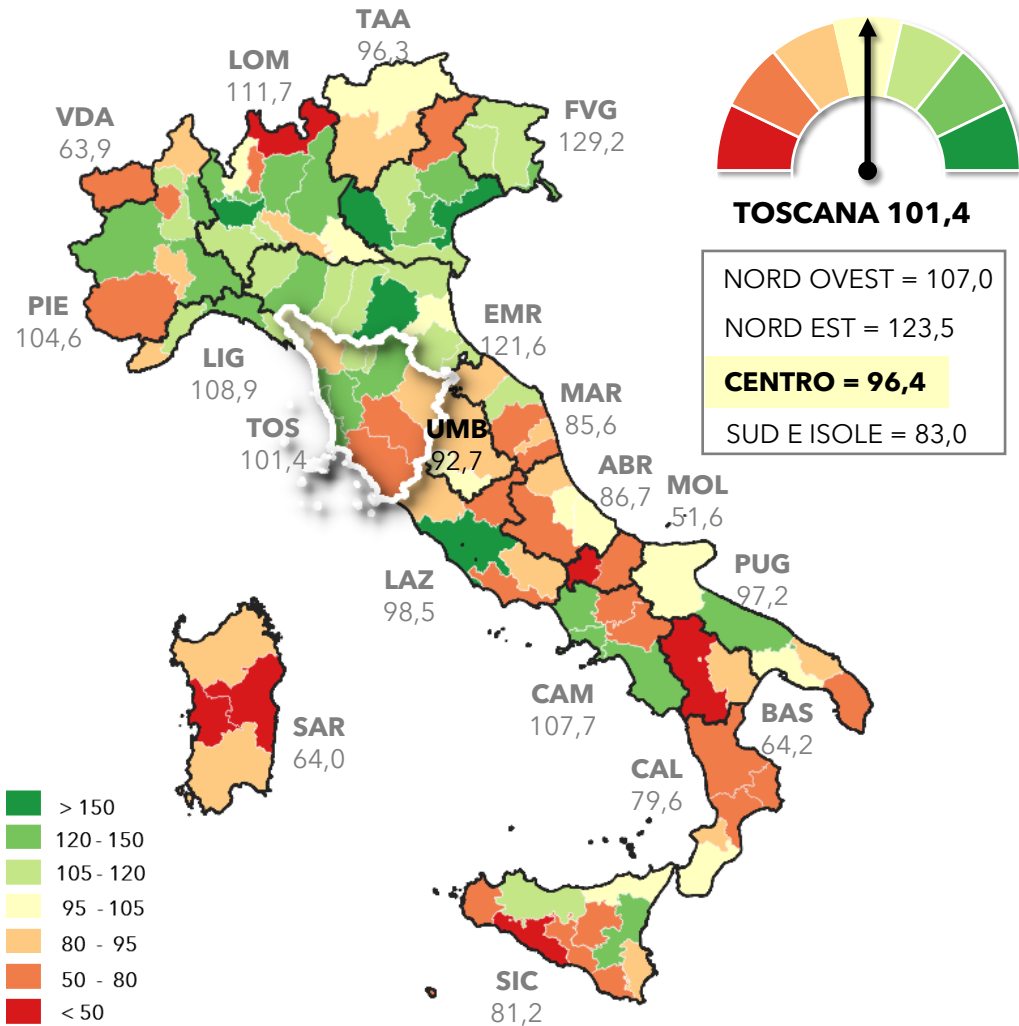 TAA
96,3
LOM
111,7
VDA
63,9
FVG
129,2
TOSCANA 101,4
NORD OVEST = 107,0
NORD EST = 123,5
CENTRO = 96,4
SUD E ISOLE = 83,0
PIE
104,6
LIG
108,9
EMR
121,6
MAR
85,6
TOS
101,4
UMB
92,7
ABR
86,7
MOL
51,6
LAZ
98,5
PUG
97,2
CAM
107,7
BAS
64,2
SAR
64,0
CAL
79,6
SIC
81,2
> 150
120 - 150
105 - 120
95 - 105
80 - 95
50 - 80
< 50